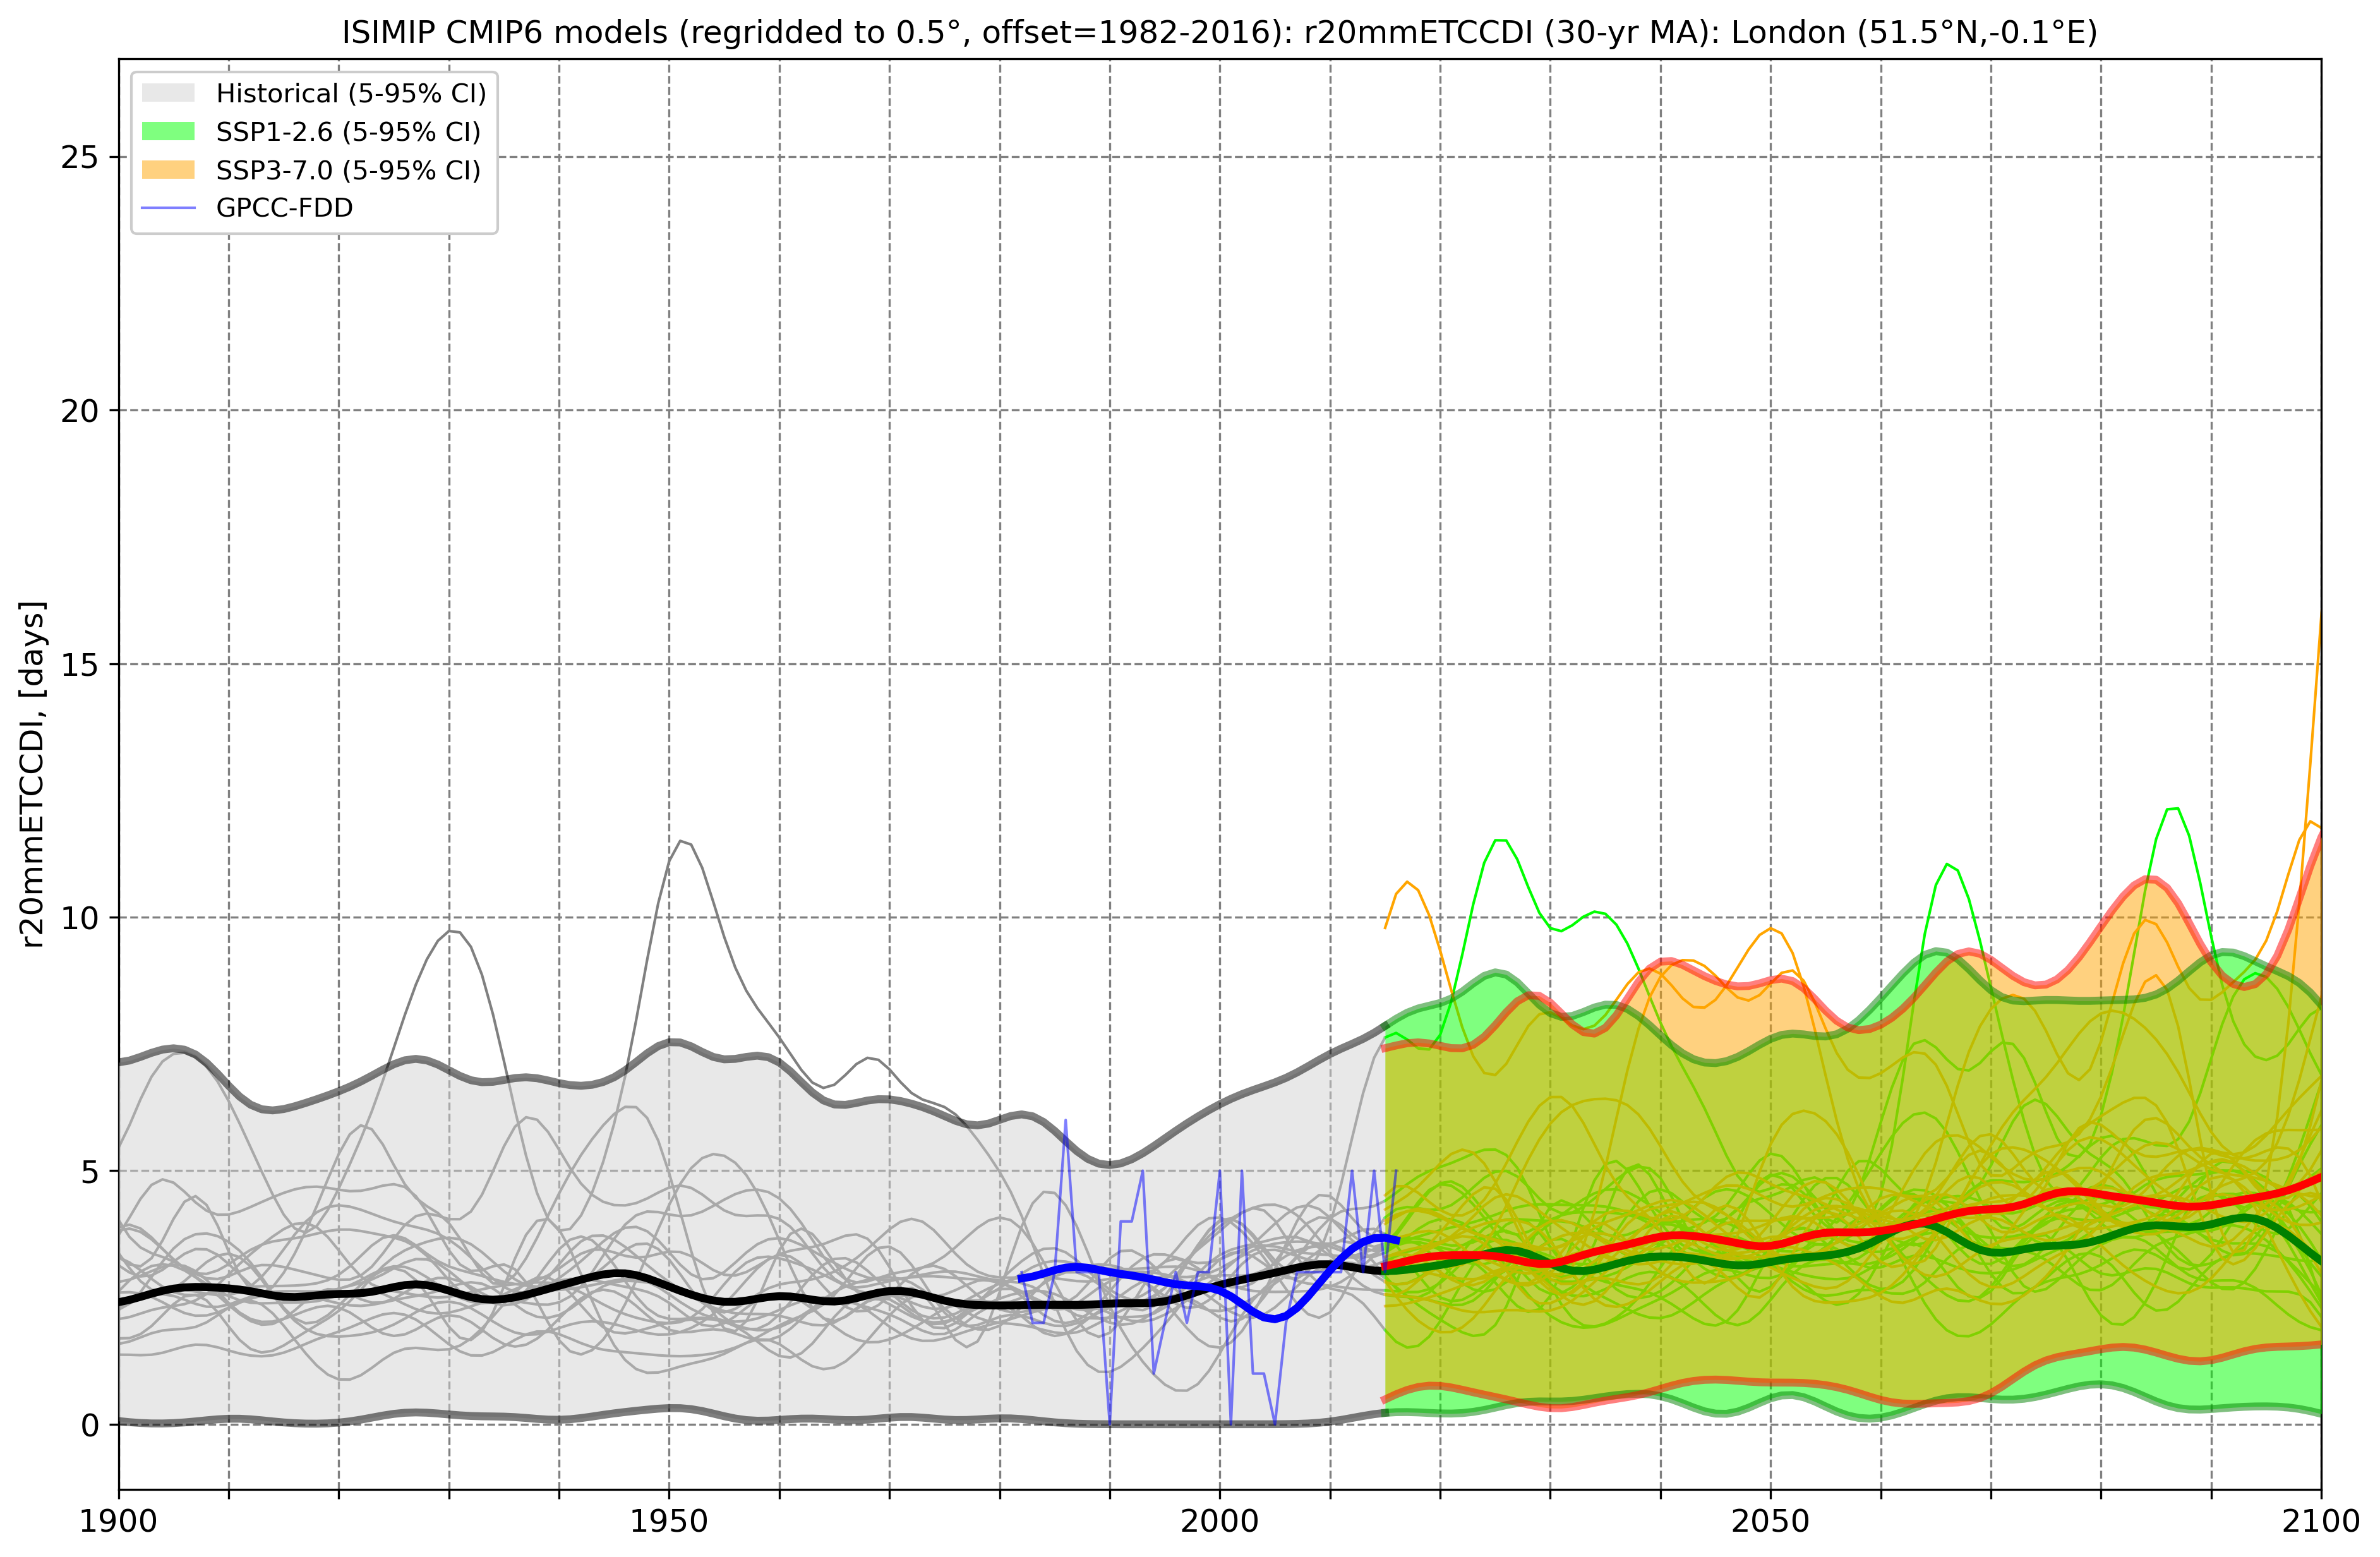 ISIMIP CMIP6 models (regridded to 0.5°, offset=1982-2016): r20mmETCCDI (30-yr MA): London (51.5°N,-0.1°E)
Historical (5-95% CI)
SSP1-2.6 (5-95% CI)
SSP3-7.0 (5-95% CI)
GPCC-FDD
r20mmETCCDI, [days]
25
20
15
10
5
0
1900
1950
2000
2050
2100